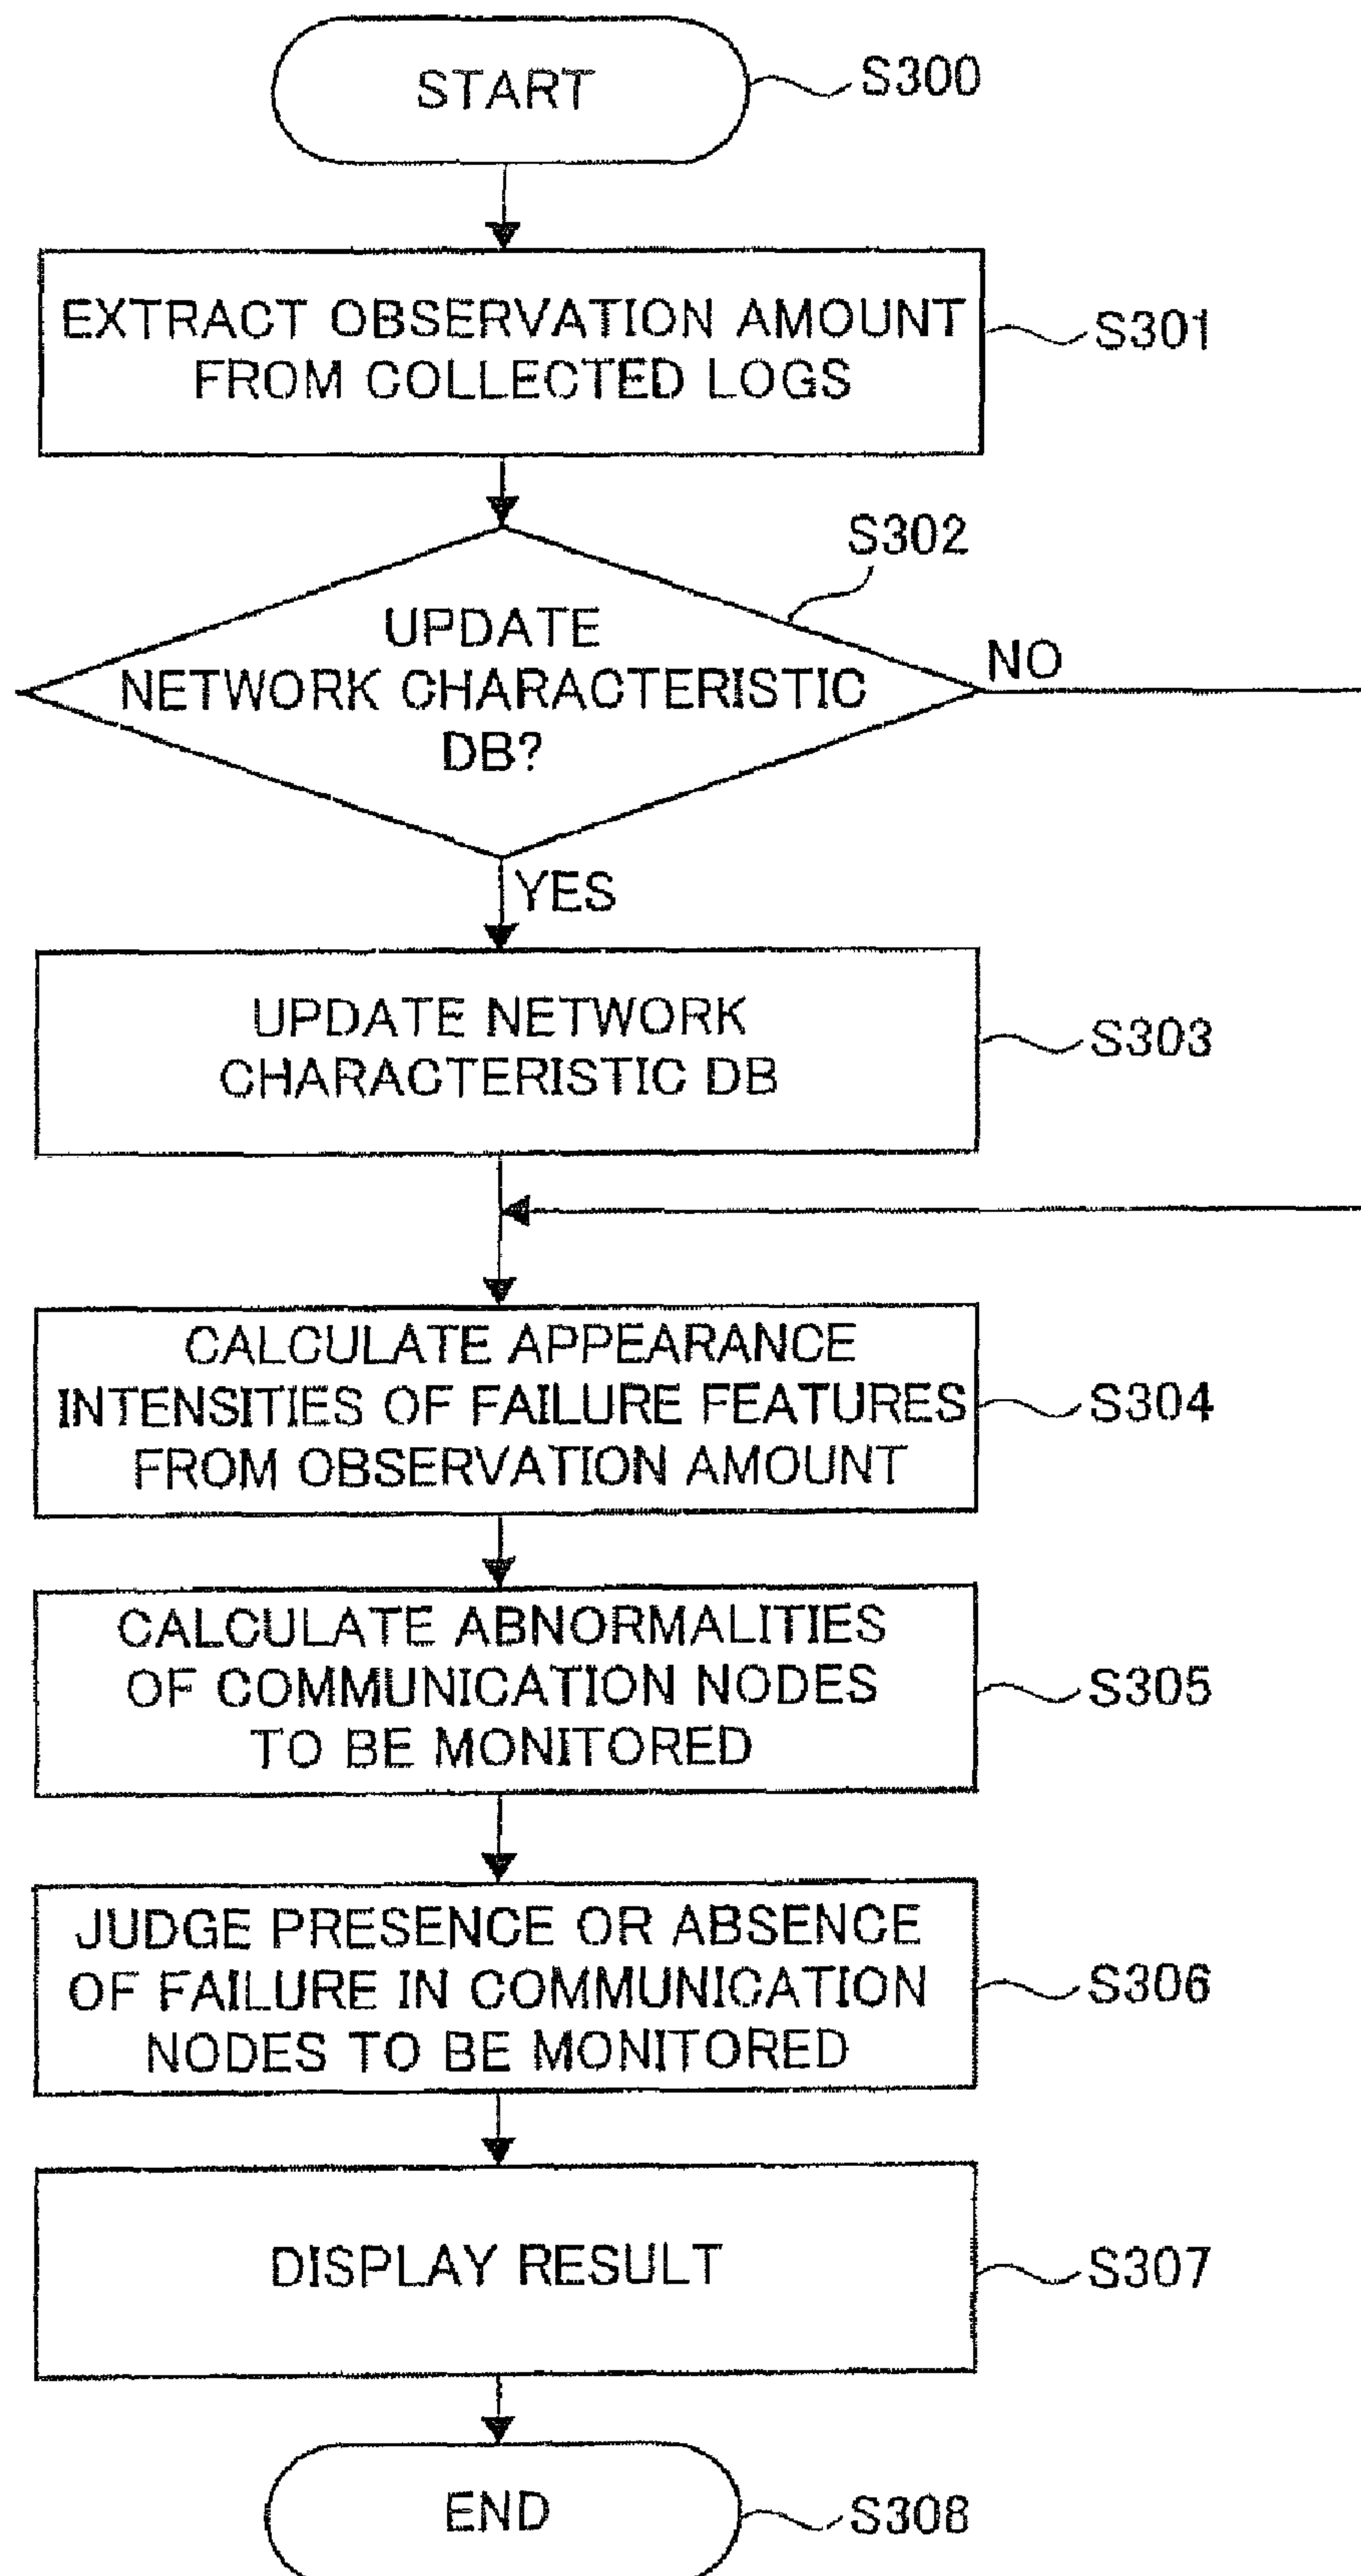 START
S300
EXTRACT OBSERVATION AMOUNT
FROM COLLECTED LOGS
S301
S302
UPDATE
NETWORK CHARACTERISTIC
DB?
NO
YES
UPDATE NETWORK
CHARACTERISTIC DB
S303
CALCULATE APPEARANCE
INTENSITIES OF FAILURE FEATURES
FROM OBSERVATION AMOUNT
S304
CALCULATE ABNORMALITIES
OF COMMUNICATION NODES
TO BE MONITORED
S305
JUDGE PRESENCE OR ABSENCE
OF FAILURE IN COMMUNICATION
NODES TO BE MONITORED
S306
DISPLAY RESULT
S307
END
S308